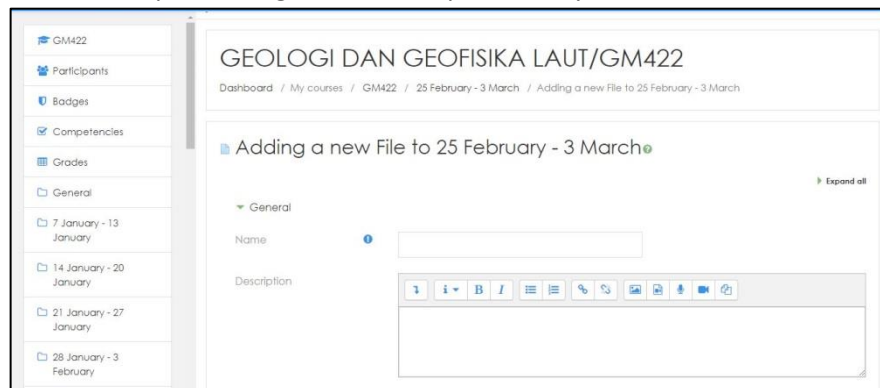 GM422
Participants
Badges
Competencies
Grades
General
7 January - 13
January
14 January - 20
January
21 January - 27
January
28 January - 3
February
GEOLOGI DAN GEOFISIKA LAUT/GM422
Dashboard / My courses / GM422 / 25 February - 3 March / Adding a new File to 25 February - 3 March
Adding a new File to 25 February - 3 March
Expand all
General
Name
Description